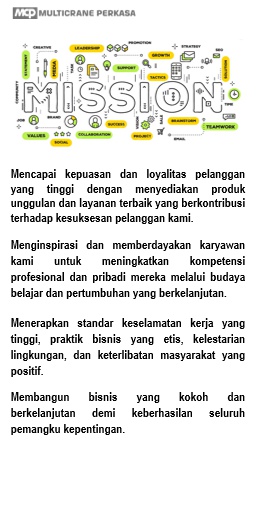 MCP MULTICRANE PERKASA
CREATIVE
LEADERSHIP
PROMOTION
STRATEGY
SEO
GROWTH
MEDIA
SUPPORT
TACTICS
MISSION
COMMUNITY
TIME
JOB
BRAND
SUCCESS
BRAINSTORM
TEAMWORK
VALUES
COLLABORATION
PROJECT
SOCIAL
EMAIL
Mencapai kepuasan dan loyalitas pelanggan
yang tinggi dengan menyediakan produk
unggulan dan layanan terbaik yang berkontribusi
terhadap kesuksesan pelanggan kami.
Menginspirasi dan memberdayakan karyawan
kami untuk meningkatkan kompetensi
profesional dan pribadi mereka melalui budaya
belajar dan pertumbuhan yang berkelanjutan.
Menerapkan standar keselamatan kerja yang
tinggi, praktik bisnis yang etis, kelestarian
lingkungan, dan keterlibatan masyarakat yang
positif.
Membangun bisnis yang kokoh dan
berkelanjutan demi keberhasilan seluruh
pemangku kepentingan.